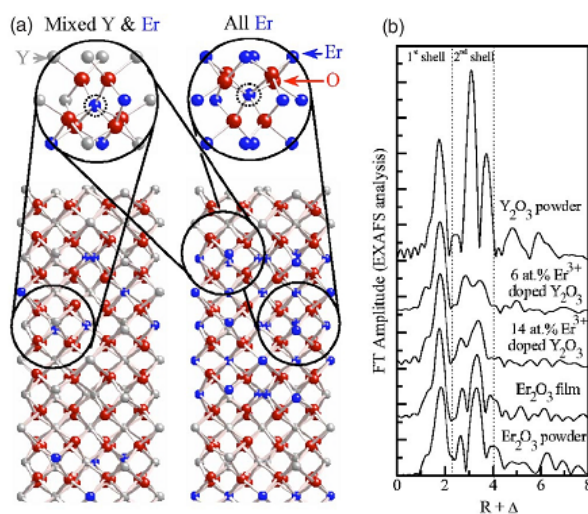 (a) Mixed Y & Er All Er
Y
Er
O
(b)
1st shell 2nd shell
Y2O3 powder
6 at.% Er3+
doped Y2O3
14 at.% Er3+
doped Y2O3
Er2O3 film
Er2O3 powder
FT Amplitude (EXAFS analysis)
0 2 4 6 8
R + Δ